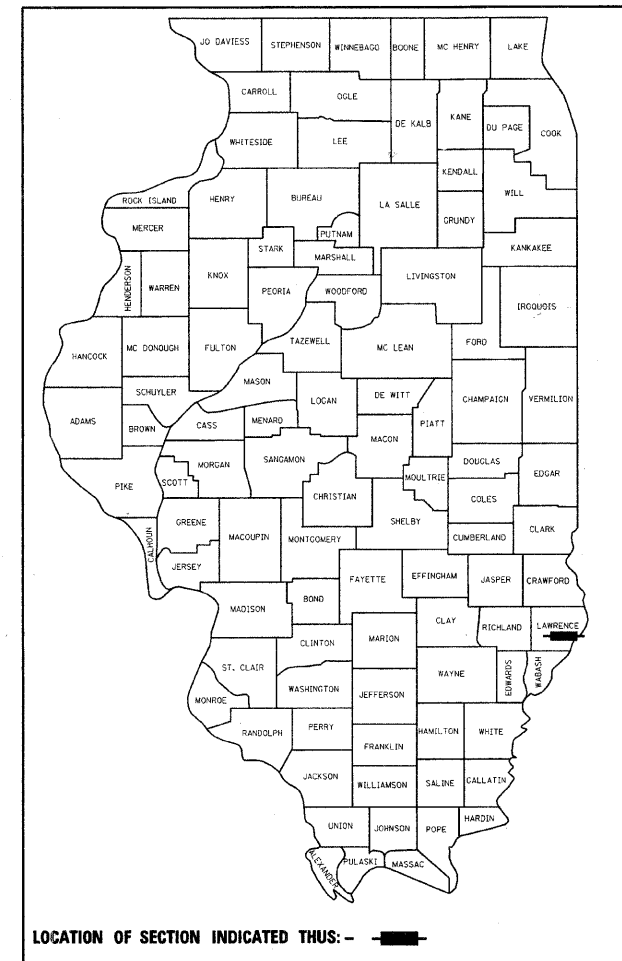 JO DAVIESS
STEPHENSON
WINNEBAGO
BOONE
MC HENRY
LAKE
CARROLL
OGLE
DE KALB
KANE
DU PAGE
COOK
WHITESIDE
LEE
KENDALL
WILL
ROCK ISLAND
HENRY
BUREAU
LA SALLE
GRUNDY
MERCER
PUTNAM
STARK
MARSHALL
KANKAKEE
HENDERSON
WARREN
KNOX
PEORIA
WOODFORD
LIVINGSTON
IROQUOIS
FORD
HANCOCK
MC DONOUGH
FULTON
TAZEWELL
MC LEAN
MASON
SCHUYLER
LOGAN
DE WITT
CHAMPAIGN
VERMILION
ADAMS
BROWN
CASS
MENARD
PIATT
MACON
SANGAMON
MORGAN
SCOTT
PIKE
DOUGLAS
EDGAR
MOULTRIE
COLES
CHRISTIAN
SHELBY
GREENE
MACOUPIN
MONTGOMERY
CALHOUN
JERSEY
CUMBERLAND
CLARK
FAYETTE
EFFINGHAM
JASPER
CRAWFORD
MADISON
BOND
CLAY
RICHLAND
LAWRENCE
CLINTON
MARION
ST. CLAIR
WAYNE
EDWARDS
WABASH
WASHINGTON
JEFFERSON
MONROE
RANDOLPH
PERRY
HAMILTON
WHITE
FRANKLIN
JACKSON
WILLIAMSON
SALINE
GALLATIN
UNION
JOHNSON
POPE
HARDIN
ALEXANDER
PULASKI
MASSAC
LOCATION OF SECTION INDICATED THUS: -